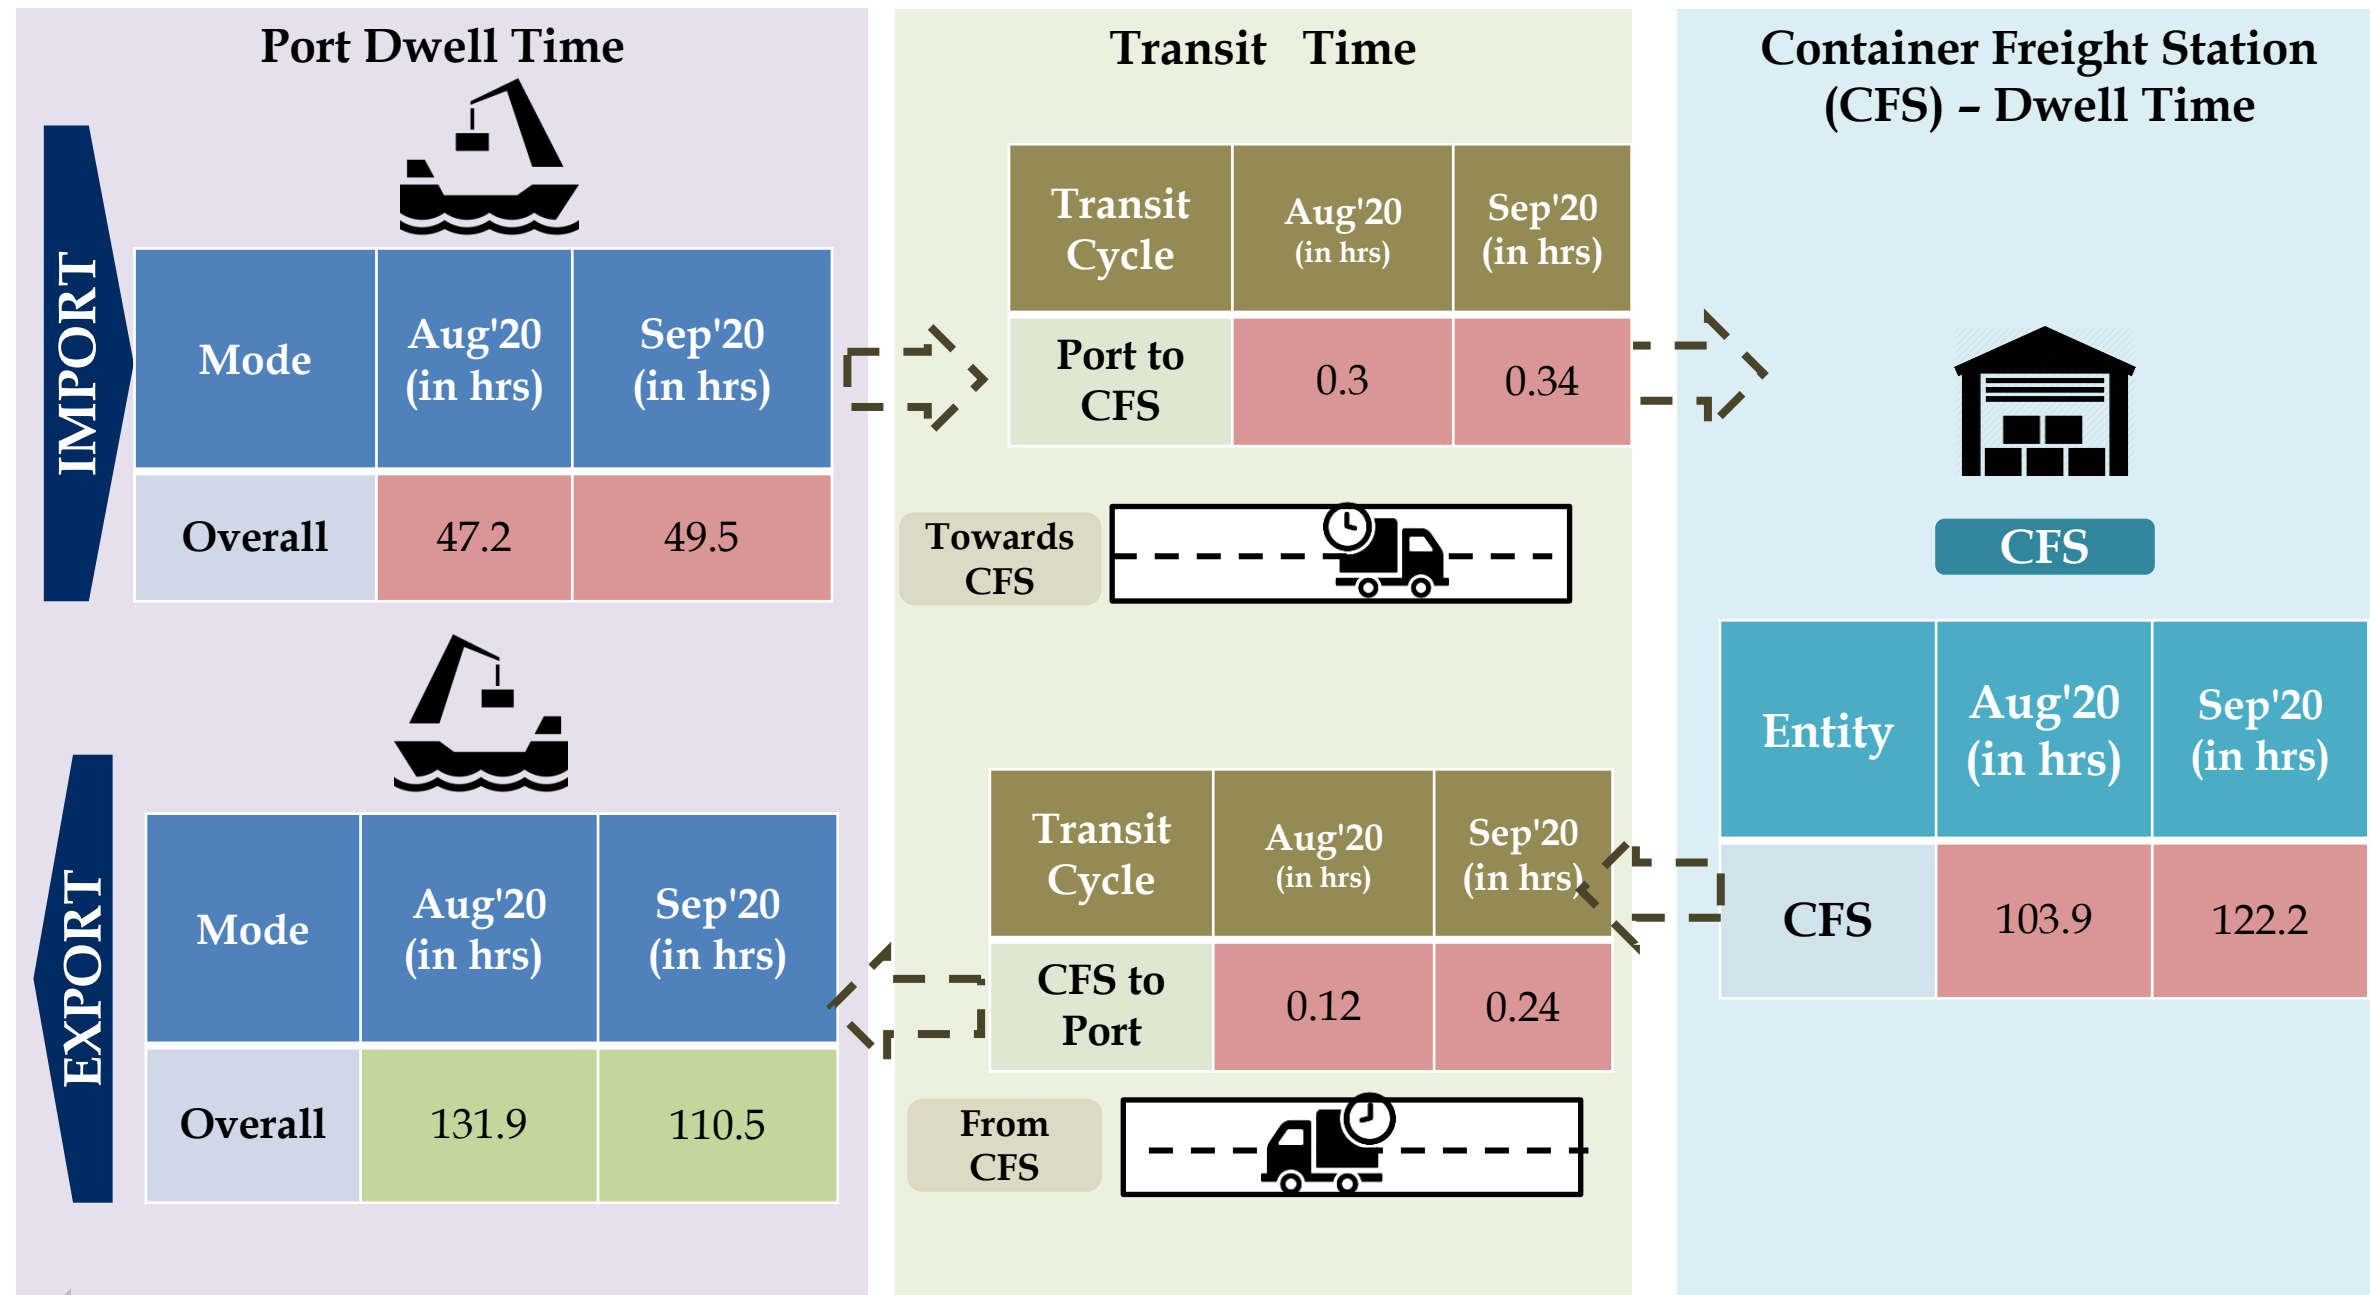 Port Dwell Time
IMPORT
Mode
Aug'20
(in hrs)
Sep'20
(in hrs)
Overall
47.2
49.5
EXPORT
Mode
Aug'20
(in hrs)
Sep'20
(in hrs)
Overall
131.9
110.5
Transit Time
Transit
Cycle
Aug'20
(in hrs)
Sep'20
(in hrs)
Port to
CFS
0.3
0.34
Towards
CFS
Transit
Cycle
Aug'20
(in hrs)
Sep'20
(in hrs)
CFS to
Port
0.12
0.24
From
CFS
Container Freight Station
(CFS) – Dwell Time
CFS
Entity
Aug'20
(in hrs)
Sep'20
(in hrs)
CFS
103.9
122.2